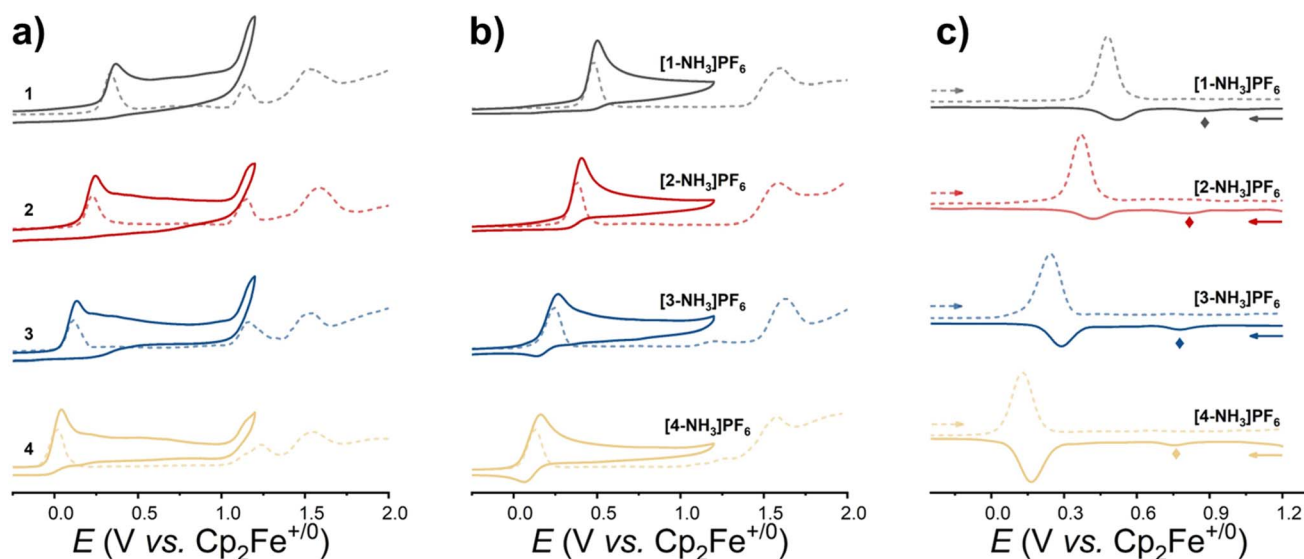 a)
1
2
3
4
0.0 0.5 1.0 1.5 2.0
E (V vs. Cp₂Fe⁺ᐟ⁰)
b)
[1-NH₃]PF₆
[2-NH₃]PF₆
[3-NH₃]PF₆
[4-NH₃]PF₆
0.0 0.5 1.0 1.5 2.0
E (V vs. Cp₂Fe⁺ᐟ⁰)
c)
[1-NH₃]PF₆
[2-NH₃]PF₆
[3-NH₃]PF₆
[4-NH₃]PF₆
0.0 0.3 0.6 0.9 1.2
E (V vs. Cp₂Fe⁺ᐟ⁰)